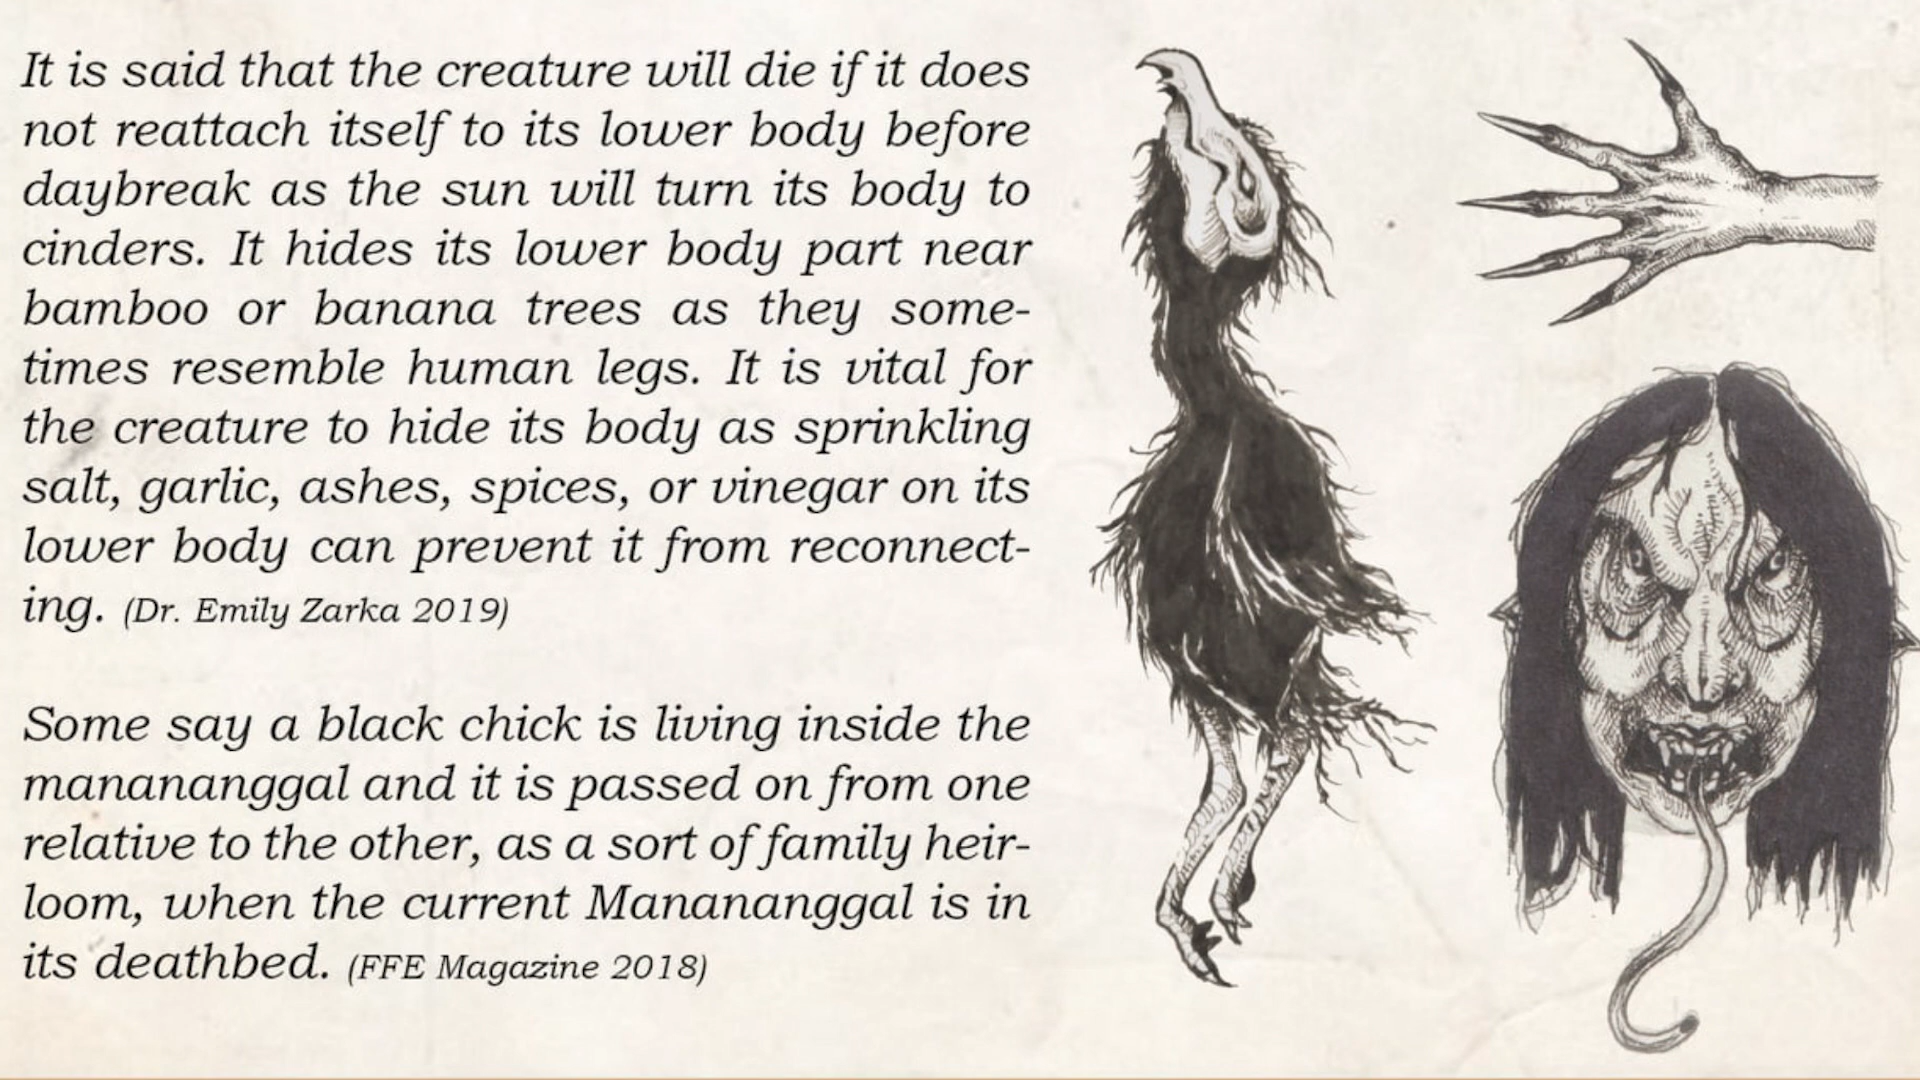 It is said that the creature will die if it does
not reattach itself to its lower body before
daybreak as the sun will turn its body to
cinders. It hides its lower body part near
bamboo or banana trees as they some-
times resemble human legs. It is vital for
the creature to hide its body as sprinkling
salt, garlic, ashes, spices, or vinegar on its
lower body can prevent it from reconnect-
ing. (Dr. Emily Zarka 2019)
Some say a black chick is living inside the
manananggal and it is passed on from one
relative to the other, as a sort of family heir-
loom, when the current Manananggal is in
its deathbed. (FFE Magazine 2018)